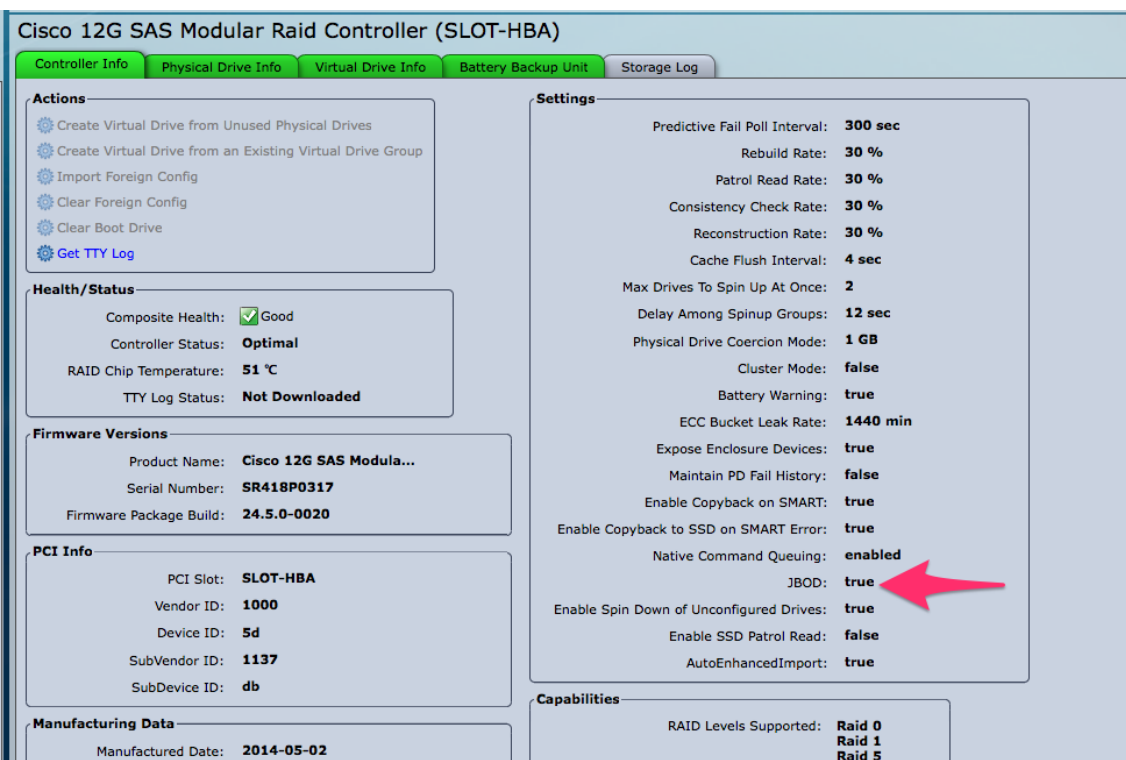 Cisco 12G SAS Modular Raid Controller (SLOT-HBA)
Controller Info
Physical Drive Info
Virtual Drive Info
Battery Backup Unit
Storage Log
Actions
Create Virtual Drive from Unused Physical Drives
Create Virtual Drive from an Existing Virtual Drive Group
Import Foreign Config
Clear Foreign Config
Clear Boot Drive
Get TTY Log
Health/Status
Composite Health: Good
Controller Status: Optimal
RAID Chip Temperature: 51 ℃
TTY Log Status: Not Downloaded
Firmware Versions
Product Name: Cisco 12G SAS Modula...
Serial Number: SR418P0317
Firmware Package Build: 24.5.0-0020
PCI Info
PCI Slot: SLOT-HBA
Vendor ID: 1000
Device ID: 5d
SubVendor ID: 1137
SubDevice ID: db
Manufacturing Data
Manufactured Date: 2014-05-02
Settings
Predictive Fail Poll Interval: 300 sec
Rebuild Rate: 30 %
Patrol Read Rate: 30 %
Consistency Check Rate: 30 %
Reconstruction Rate: 30 %
Cache Flush Interval: 4 sec
Max Drives To Spin Up At Once: 2
Delay Among Spinup Groups: 12 sec
Physical Drive Coercion Mode: 1 GB
Cluster Mode: false
Battery Warning: true
ECC Bucket Leak Rate: 1440 min
Expose Enclosure Devices: true
Maintain PD Fail History: false
Enable Copyback on SMART: true
Enable Copyback to SSD on SMART Error: true
Native Command Queuing: enabled
JBOD: true
Enable Spin Down of Unconfigured Drives: true
Enable SSD Patrol Read: false
AutoEnhancedImport: true
Capabilities
RAID Levels Supported: Raid 0
Raid 1
Raid 5